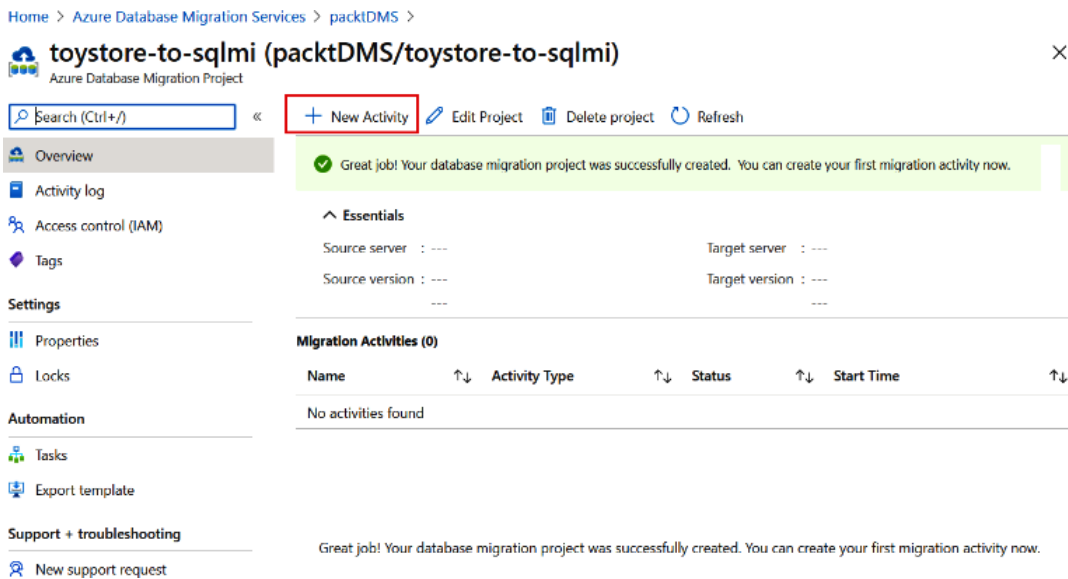 Home > Azure Database Migration Services > packtDMS >
toystore-to-sqlmi (packtDMS/toystore-to-sqlmi)
Azure Database Migration Project
Search (Ctrl+/)
«
+ New Activity Edit Project Delete project Refresh
Overview
Activity log
Access control (IAM)
Tags
Settings
Properties
Locks
Automation
Tasks
Export template
Support + troubleshooting
New support request
Great job! Your database migration project was successfully created. You can create your first migration activity now.
Essentials
Source server : --- Target server : ---
Source version : --- Target version : ---
--- ---
Migration Activities (0)
Name Activity Type Status Start Time
No activities found
Great job! Your database migration project was successfully created. You can create your first migration activity now.